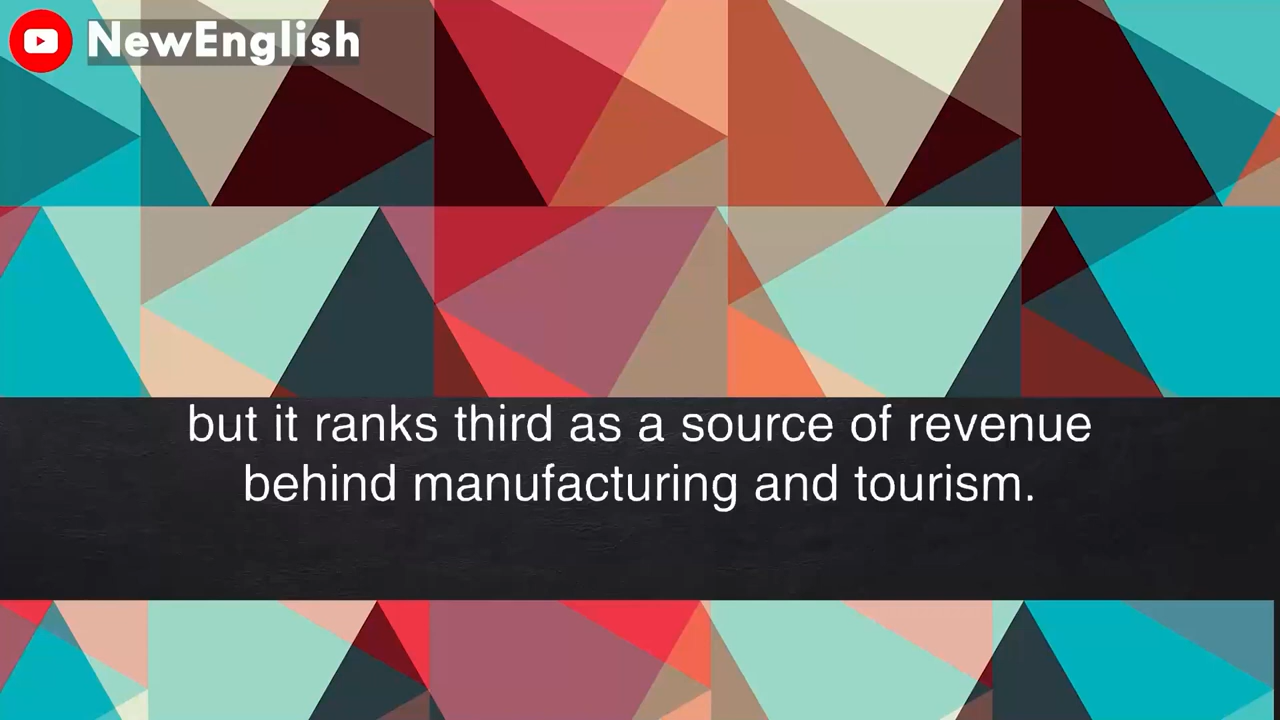 NewEnglish
but it ranks third as a source of revenue
behind manufacturing and tourism.